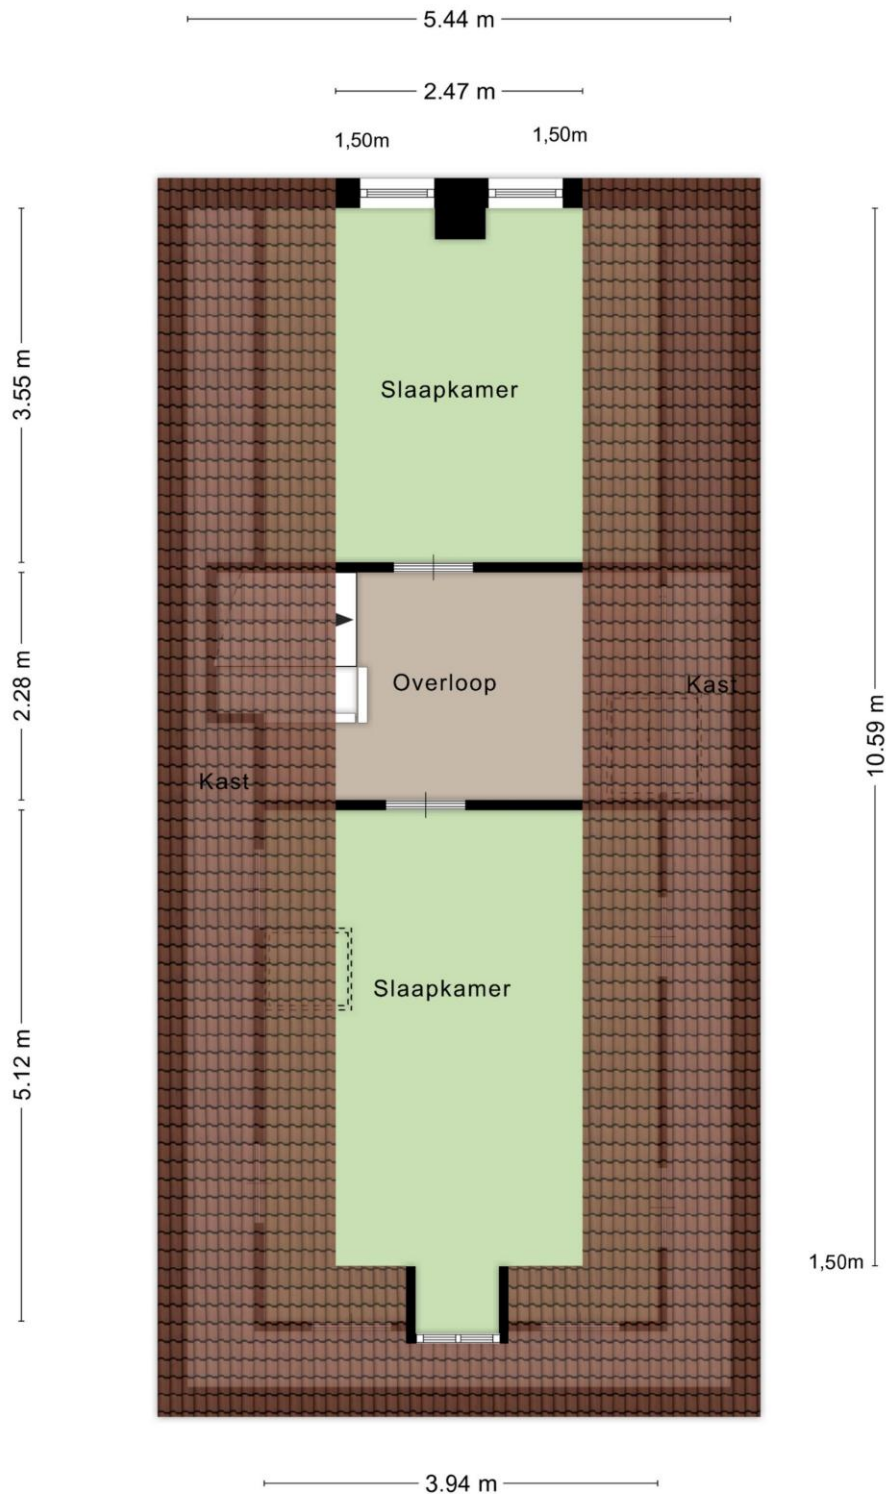 5.44 m
2.47 m
1,50m
1,50m
3.55 m
Slaapkamer
2.28 m
Overloop
Kast
10.59 m
Kast
Slaapkamer
5.12 m
1,50m
3.94 m